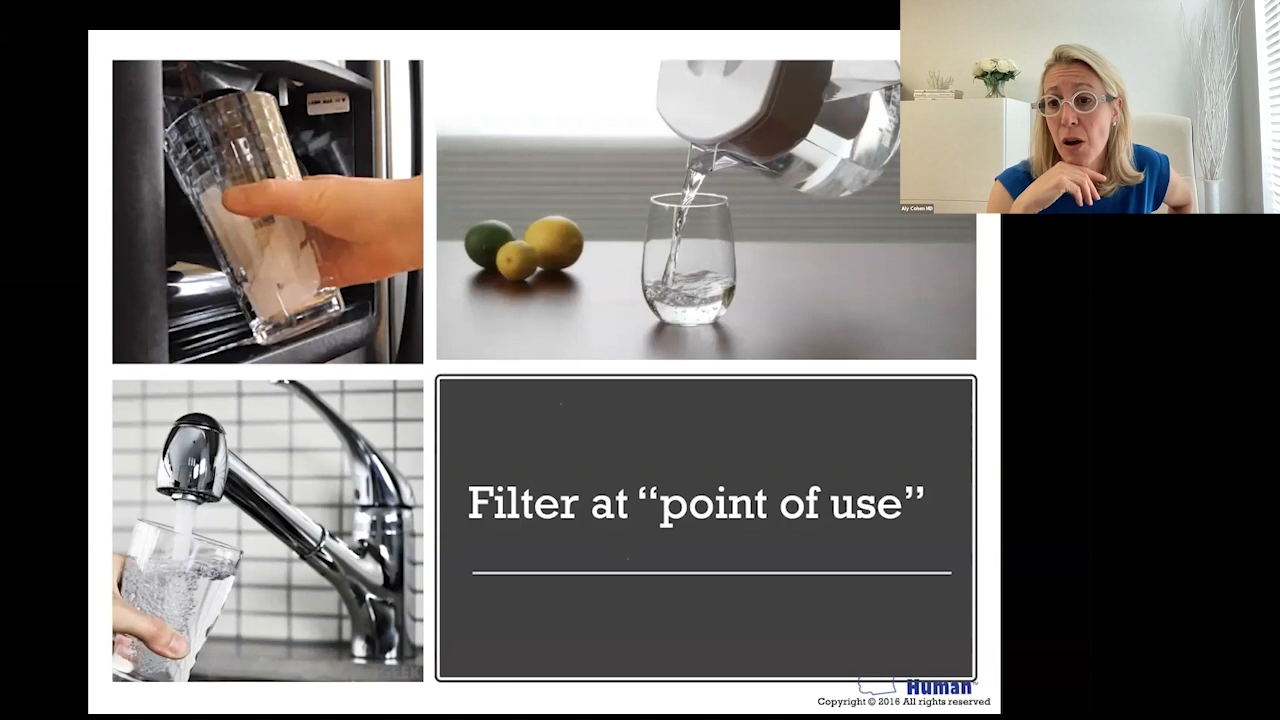 Aly Cohen MD
Filter at “point of use”
Human
Copyright © 2016 All rights reserved